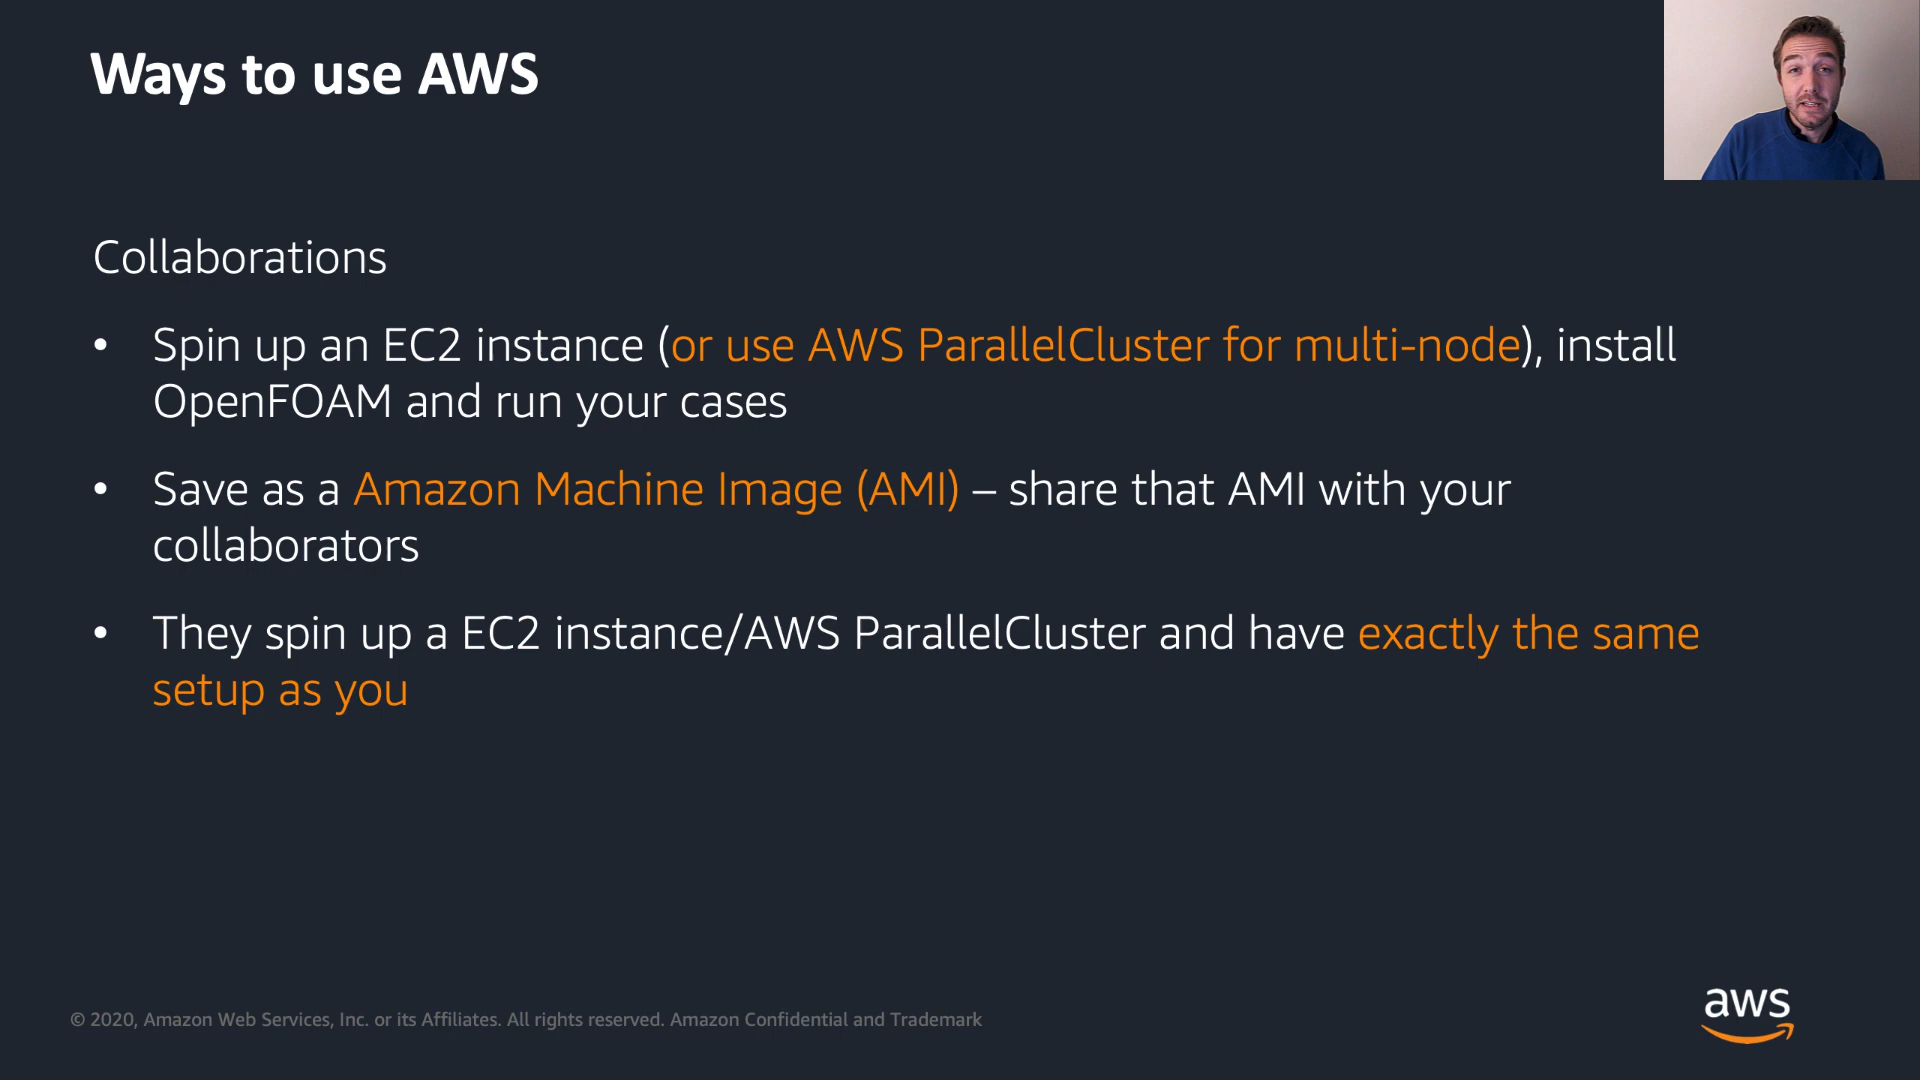 Ways to use AWS
Collaborations
• Spin up an EC2 instance (or use AWS ParallelCluster for multi-node), install
OpenFOAM and run your cases
• Save as a Amazon Machine Image (AMI) – share that AMI with your
collaborators
• They spin up a EC2 instance/AWS ParallelCluster and have exactly the same
setup as you
© 2020, Amazon Web Services, Inc. or its Affiliates. All rights reserved. Amazon Confidential and Trademark
aws